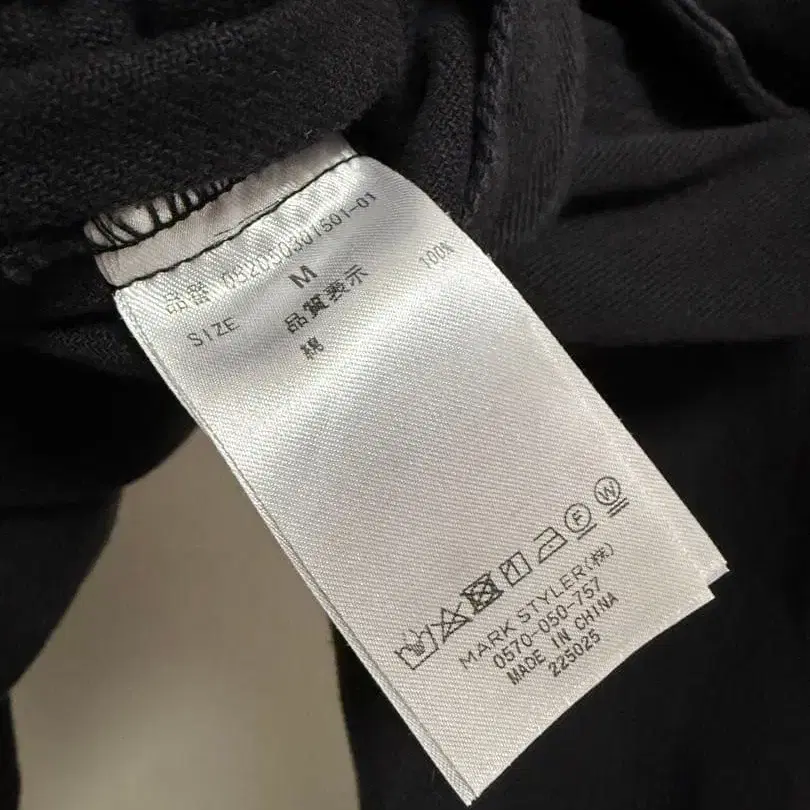 品番 082050301501-01
SIZE M
品質表示
綿 100%
F W
MARK STYLER(株)
0570-050-757
MADE IN CHINA
225025